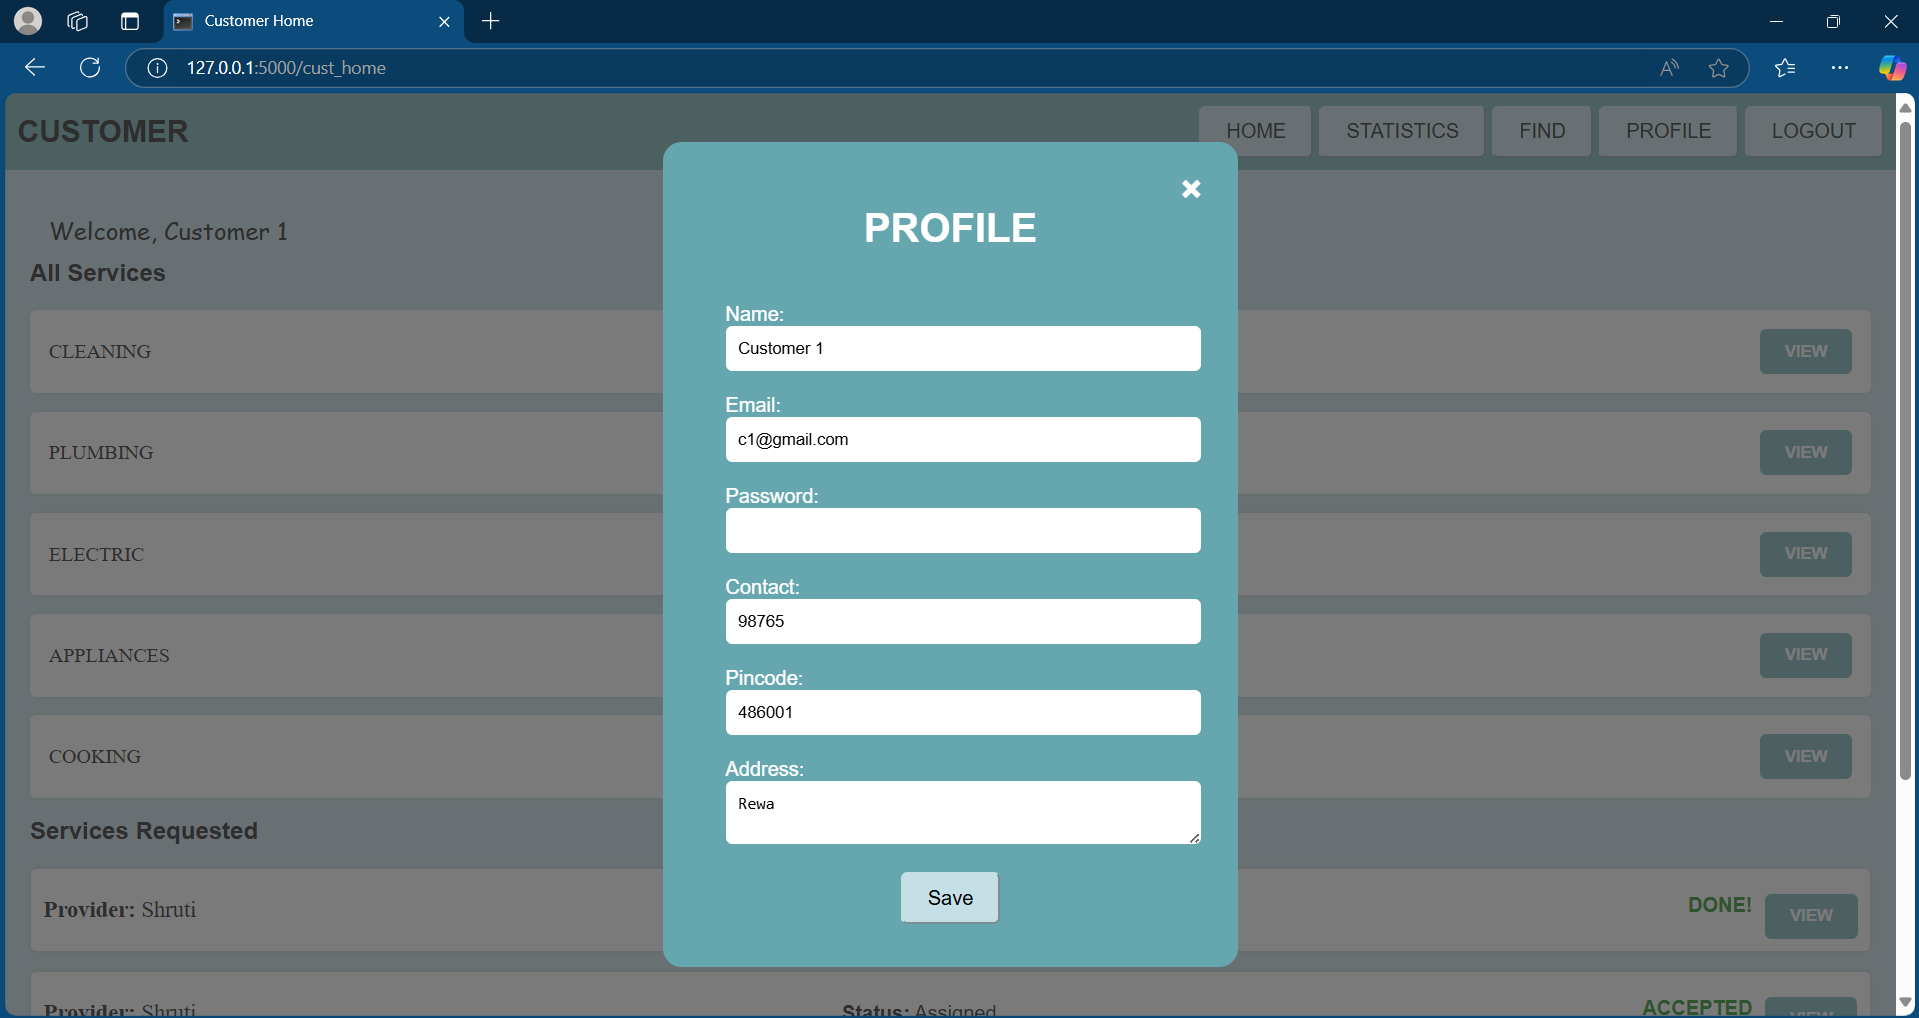 Customer Home
127.0.0.1:5000/cust_home
CUSTOMER
HOME
STATISTICS
FIND
PROFILE
LOGOUT
Welcome, Customer 1
All Services
CLEANING
VIEW
PLUMBING
VIEW
ELECTRIC
VIEW
APPLIANCES
VIEW
COOKING
VIEW
Services Requested
Provider: Shruti
DONE!
VIEW
Provider: Shruti
Status: Assigned
ACCEPTED
VIEW
PROFILE
Name:
Customer 1
Email:
c1@gmail.com
Password:
Contact:
98765
Pincode:
486001
Address:
Rewa
Save